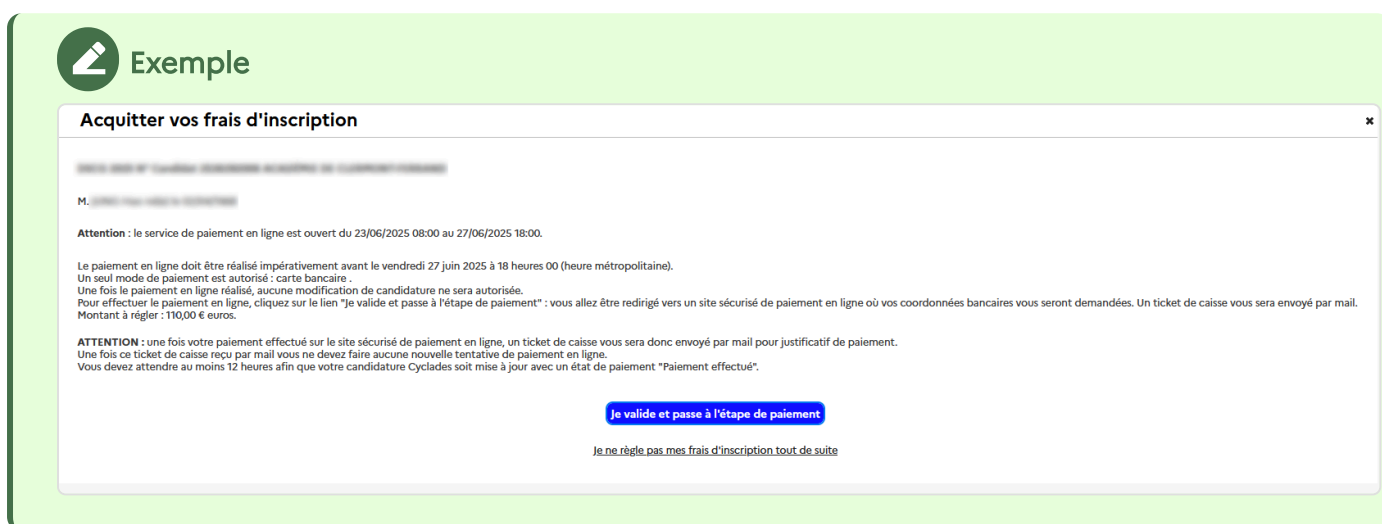 Exemple
Acquitter vos frais d'inscription
M.
Attention : le service de paiement en ligne est ouvert du 23/06/2025 08:00 au 27/06/2025 18:00.
Le paiement en ligne doit être réalisé impérativement avant le vendredi 27 juin 2025 à 18 heures 00 (heure métropolitaine).
Un seul mode de paiement est autorisé : carte bancaire .
Une fois le paiement en ligne réalisé, aucune modification de candidature ne sera autorisée.
Pour effectuer le paiement en ligne, cliquez sur le lien "Je valide et passe à l'étape de paiement" : vous allez être redirigé vers un site sécurisé de paiement en ligne où vos coordonnées bancaires vous seront demandées. Un ticket de caisse vous sera envoyé par mail.
Montant à régler : 110,00 € euros.
ATTENTION : une fois votre paiement effectué sur le site sécurisé de paiement en ligne, un ticket de caisse vous sera donc envoyé par mail pour justificatif de paiement.
Une fois ce ticket de caisse reçu par mail vous ne devez faire aucune nouvelle tentative de paiement en ligne.
Vous devez attendre au moins 12 heures afin que votre candidature Cyclades soit mise à jour avec un état de paiement "Paiement effectué".
Je valide et passe à l'étape de paiement
Je ne règle pas mes frais d'inscription tout de suite